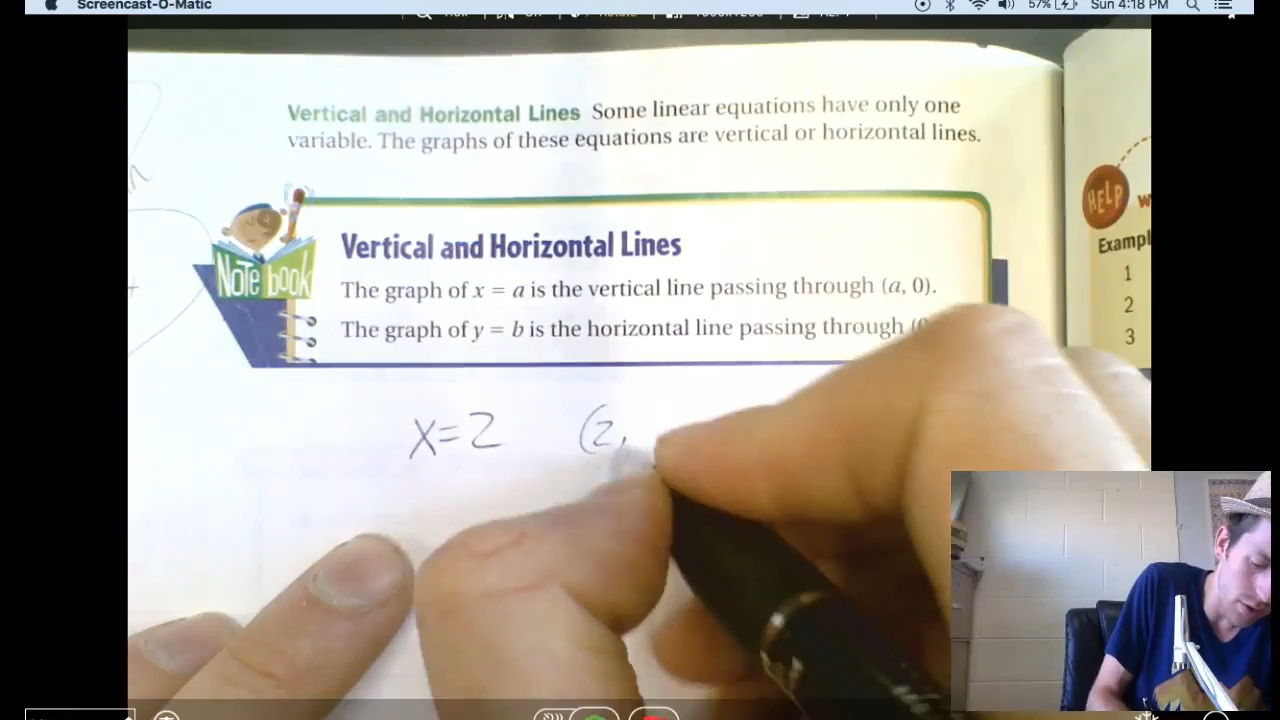 Screencast-O-Matic
57%
Sun 4:18 PM
Vertical and Horizontal Lines Some linear equations have only one
variable. The graphs of these equations are vertical or horizontal lines.
HELP
Note book
Vertical and Horizontal Lines
The graph of x = a is the vertical line passing through (a, 0).
The graph of y = b is the horizontal line passing through (0
Exampl
1
2
3
x=2 (2,